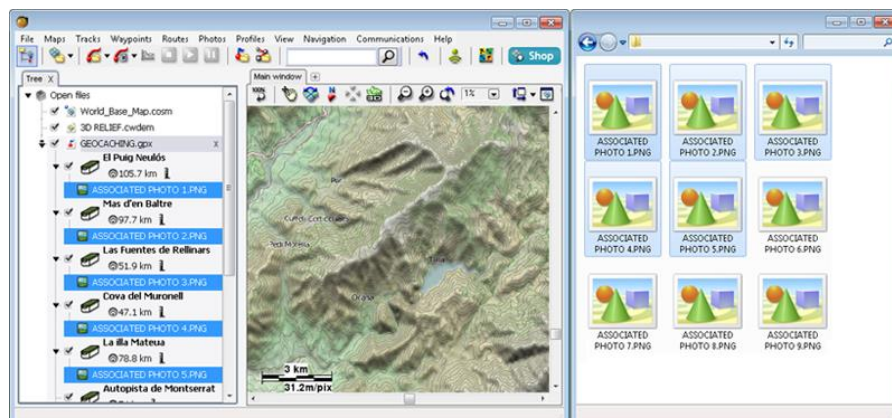 File Maps Tracks Waypoints Routes Photos Profiles View Navigation Communications Help
Shop
Tree X
Main window
Open files
World_Base_Map.cosm
3D RELIEF.cwdem
GEOCACHING.gpx x
El Puig Neulós
105.7 km
ASSOCIATED PHOTO 1.PNG
Mas d'en Baltre
97.7 km
ASSOCIATED PHOTO 2.PNG
Las Fuentes de Rellinars
51.9 km
ASSOCIATED PHOTO 3.PNG
Cova del Muronell
47.1 km
ASSOCIATED PHOTO 4.PNG
La illa Mateua
78.8 km
ASSOCIATED PHOTO 5.PNG
Autopista de Montserrat
100%
1%
3 km
31.2m/pix
ASSOCIATED PHOTO 1.PNG
ASSOCIATED PHOTO 2.PNG
ASSOCIATED PHOTO 3.PNG
ASSOCIATED PHOTO 4.PNG
ASSOCIATED PHOTO 5.PNG
ASSOCIATED PHOTO 6.PNG
ASSOCIATED PHOTO 7.PNG
ASSOCIATED PHOTO 8.PNG
ASSOCIATED PHOTO 9.PNG